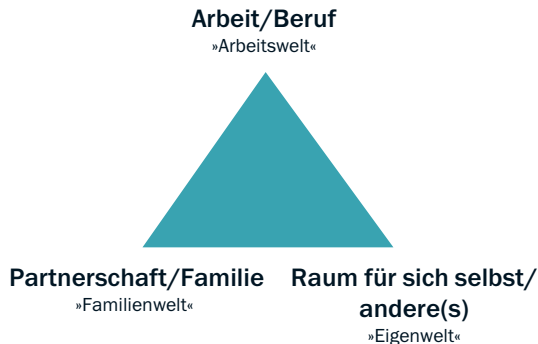 Arbeit/Beruf
»Arbeitswelt«
Partnerschaft/Familie
»Familienwelt«
Raum für sich selbst/
andere(s)
»Eigenwelt«